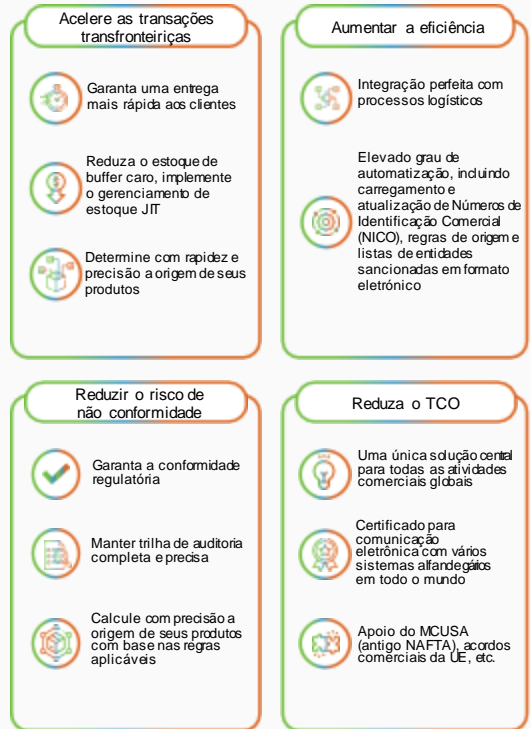 Acelere as transações
transfronteiriças
Garanta uma entrega
mais rápida aos clientes
Reduza o estoque de
buffer caro, implemente
o gerenciamento de
estoque JIT
Determine com rapidez e
precisão a origem de seus
produtos
Aumentar a eficiência
Integração perfeita com
processos logísticos
Elevado grau de
automatização, incluindo
carregamento e
atualização de Números de
Identificação Comercial
(NICO), regras de origem e
listas de entidades
sancionadas em formato
eletrónico
Reduzir o risco de
não conformidade
Garanta a conformidade
regulatória
Manter trilha de auditoria
completa e precisa
Calcule com precisão a
origem de seus produtos
com base nas regras
aplicáveis
Reduza o TCO
Uma única solução central
para todas as atividades
comerciais globais
Certificado para
comunicação
eletrônica com vários
sistemas alfandegários
em todo o mundo
Apoio do MCUSA
(antigo NAFTA), acordos
comerciais da UE, etc.